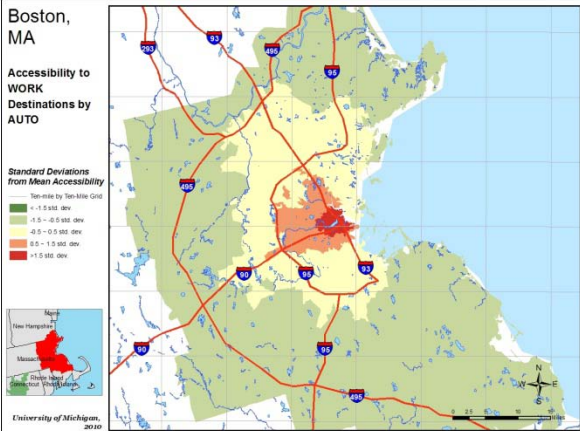 Boston,
MA
Accessibility to
WORK
Destinations by
AUTO
Standard Deviations
from Mean Accessibility
Ten-mile by Ten-Mile Grid
< -1.5 std. dev.
-1.5 ~ -0.5 std. dev.
-0.5 ~ 0.5 std. dev.
0.5 ~ 1.5 std. dev.
>1.5 std. dev.
Maine
New Hampshire
Massachusetts
Rhode Island
Connecticut
University of Michigan,
2010
293
93
495
95
495
90
95
93
90
95
495
N
W E
S
0 2.5 5 10 15